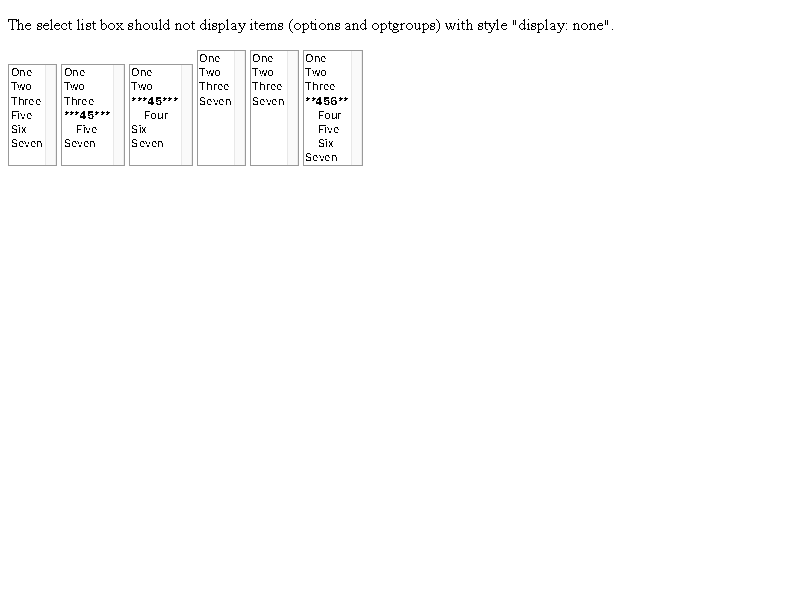 The select list box should not display items (options and optgroups) with style "display: none".
One
Two
Three
Five
Six
Seven
One
Two
Three
***45***
Five
Seven
One
Two
***45***
Four
Six
Seven
One
Two
Three
Seven
One
Two
Three
Seven
One
Two
Three
**456**
Four
Five
Six
Seven